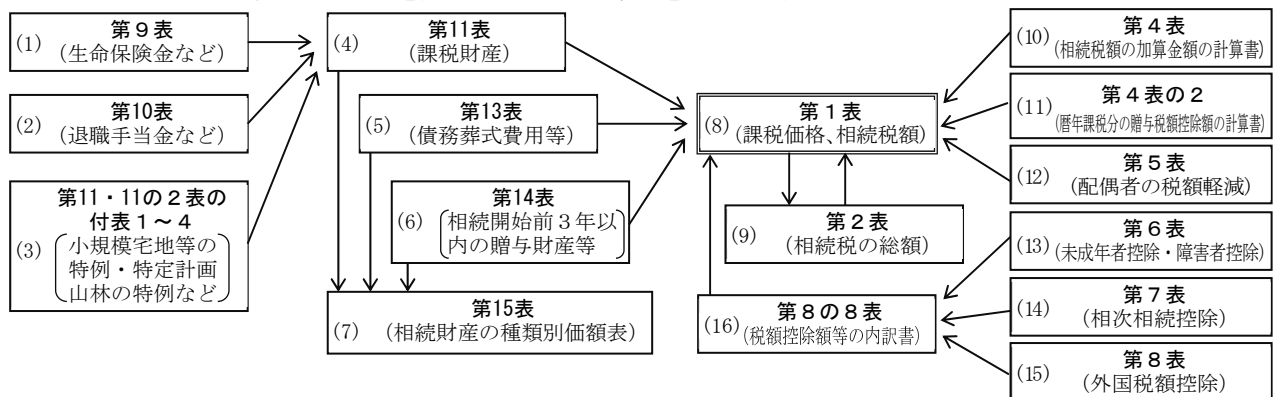 (1)
第９表
(生命保険金など)
(2)
第10表
(退職手当金など)
(3)
第11・11の２表の
付表１～４
小規模宅地等の
特例・特定計画
山林の特例など
(4)
第11表
(課税財産)
(5)
第13表
(債務葬式費用等)
(6)
第14表
相続開始前３年以
内の贈与財産等
(7)
第15表
(相続財産の種類別価額表)
(8)
第１表
(課税価格、相続税額)
(9)
第２表
(相続税の総額)
(16)
第８の８表
(税額控除額等の内訳書)
(10)
第４表
(相続税額の加算金額の計算書)
(11)
第４表の２
(暦年課税分の贈与税額控除額の計算書)
(12)
第５表
(配偶者の税額軽減)
(13)
第６表
(未成年者控除・障害者控除)
(14)
第７表
(相次相続控除)
(15)
第８表
(外国税額控除)